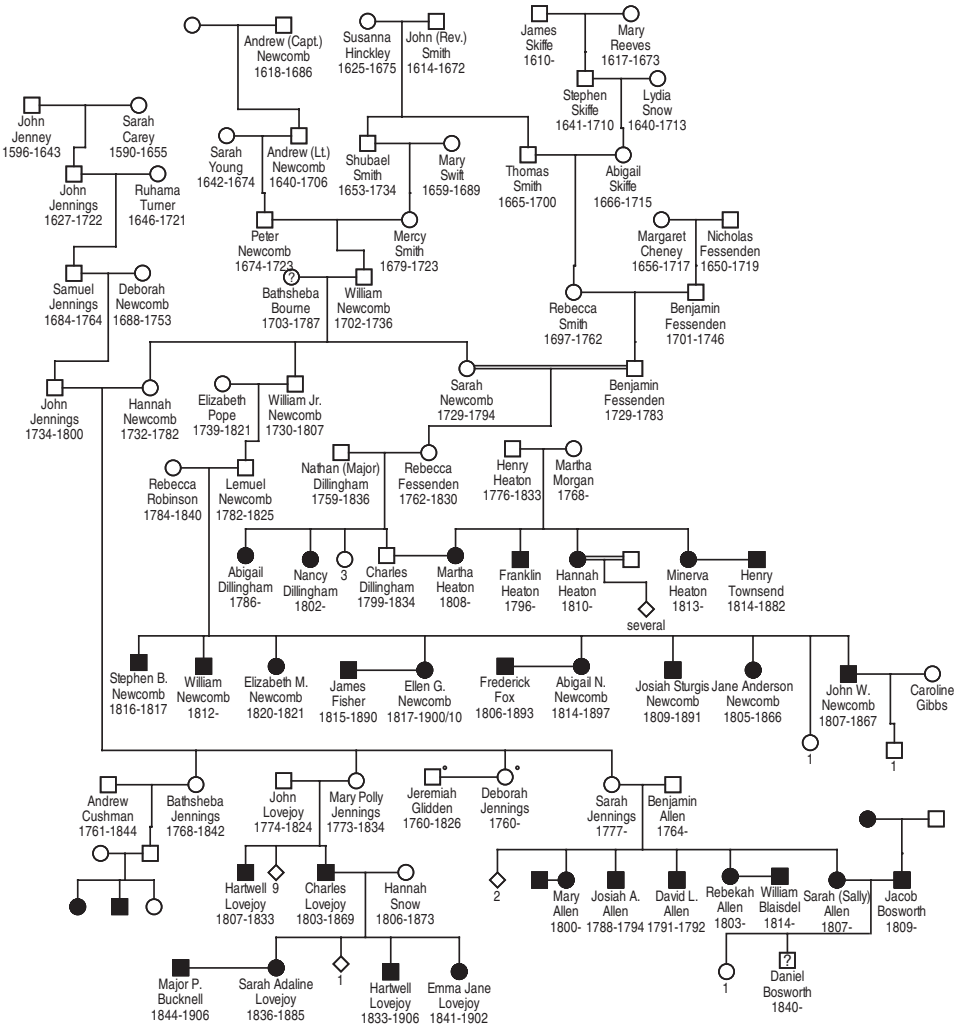 Andrew (Capt.)
Newcomb
1618-1686
Susanna
Hinckley
1625-1675
John (Rev.)
Smith
1614-1672
James
Skiffe
1610-
Mary
Reeves
1617-1673
Stephen
Skiffe
1641-1710
Lydia
Snow
1640-1713
John
Jenney
1596-1643
Sarah
Carey
1590-1655
Sarah
Young
1642-1674
Andrew (Lt.)
Newcomb
1640-1706
Shubael
Smith
1653-1734
Mary
Swift
1659-1689
Thomas
Smith
1665-1700
Abigail
Skiffe
1666-1715
John
Jennings
1627-1722
Ruhama
Turner
1646-1721
Peter
Newcomb
1674-1723
Mercy
Smith
1679-1723
Margaret
Cheney
1656-1717
Nicholas
Fessenden
1650-1719
Samuel
Jennings
1684-1764
Deborah
Newcomb
1688-1753
?
Bathsheba
Bourne
1703-1787
William
Newcomb
1702-1736
Rebecca
Smith
1697-1762
Benjamin
Fessenden
1701-1746
John
Jennings
1734-1800
Hannah
Newcomb
1732-1782
Elizabeth
Pope
1739-1821
William Jr.
Newcomb
1730-1807
Sarah
Newcomb
1729-1794
Benjamin
Fessenden
1729-1783
Rebecca
Robinson
1784-1840
Lemuel
Newcomb
1782-1825
Nathan (Major)
Dillingham
1759-1836
Rebecca
Fessenden
1762-1830
Henry
Heaton
1776-1833
Martha
Morgan
1768-
Abigail
Dillingham
1786-
Nancy
Dillingham
1802-
3
Charles
Dillingham
1799-1834
Martha
Heaton
1808-
Franklin
Heaton
1796-
Hannah
Heaton
1810-
several
Minerva
Heaton
1813-
Henry
Townsend
1814-1882
Stephen B.
Newcomb
1816-1817
William
Newcomb
1812-
Elizabeth M.
Newcomb
1820-1821
James
Fisher
1815-1890
Ellen G.
Newcomb
1817-1900/10
Frederick
Fox
1806-1893
Abigail N.
Newcomb
1814-1897
Josiah Sturgis
Newcomb
1809-1891
Jane Anderson
Newcomb
1805-1866
1
John W.
Newcomb
1807-1867
Caroline
Gibbs
1
Andrew
Cushman
1761-1844
Bathsheba
Jennings
1768-1842
John
Lovejoy
1774-1824
Mary Polly
Jennings
1773-1834
Jeremiah
Glidden
1760-1826
Deborah
Jennings
1760-
Sarah
Jennings
1777-
Benjamin
Allen
1764-
Hartwell
Lovejoy
1807-1833
9
Charles
Lovejoy
1803-1869
Hannah
Snow
1806-1873
2
Mary
Allen
1800-
Josiah A.
Allen
1788-1794
David L.
Allen
1791-1792
Rebekah
Allen
1803-
William
Blaisdel
1814-
Sarah (Sally)
Allen
1807-
Jacob
Bosworth
1809-
Major P.
Bucknell
1844-1906
Sarah Adaline
Lovejoy
1836-1885
1
Hartwell
Lovejoy
1833-1906
Emma Jane
Lovejoy
1841-1902
1
?
Daniel
Bosworth
1840-